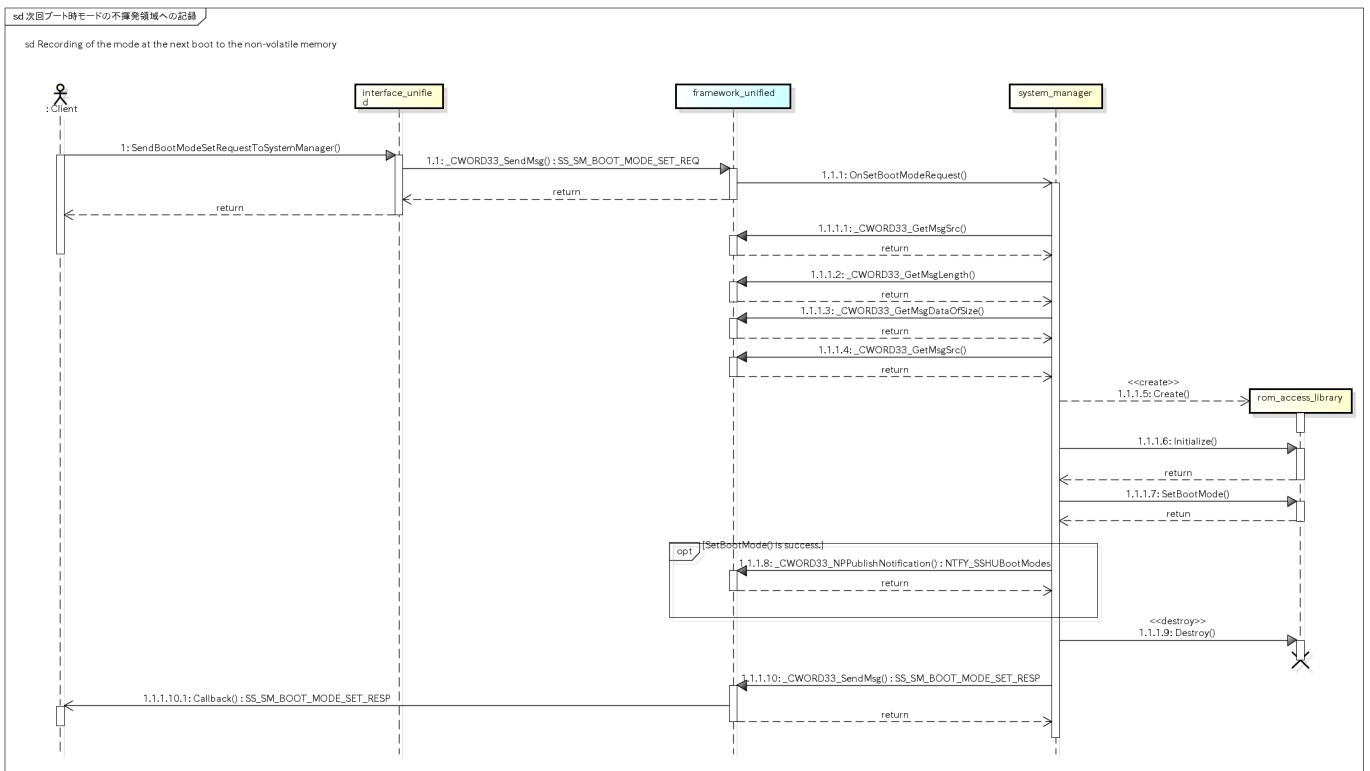 sd 次回ブート時モードの不揮発領域への記録
sd Recording of the mode at the next boot to the non-volatile memory
: Client
interface_unifie
d
framework_unified
system_manager
1: SendBootModeSetRequestToSystemManager()
1.1: _CWORD33_SendMsg() : SS_SM_BOOT_MODE_SET_REQ
1.1.1: OnSetBootModeRequest()
return
return
1.1.1.1: _CWORD33_GetMsgSrc()
return
1.1.1.2: _CWORD33_GetMsgLength()
return
1.1.1.3: _CWORD33_GetMsgDataOfSize()
return
1.1.1.4: _CWORD33_GetMsgSrc()
return
<<create>>
1.1.1.5: Create()
rom_access_library
1.1.1.6: Initialize()
return
1.1.1.7: SetBootMode()
retun
opt
[SetBootMode() is success.]
1.1.1.8: _CWORD33_NPPublishNotification() : NTFY_SSHUBootModes
return
<<destroy>>
1.1.1.9: Destroy()
1.1.1.10: _CWORD33_SendMsg() : SS_SM_BOOT_MODE_SET_RESP
1.1.1.10.1: Callback() : SS_SM_BOOT_MODE_SET_RESP
return